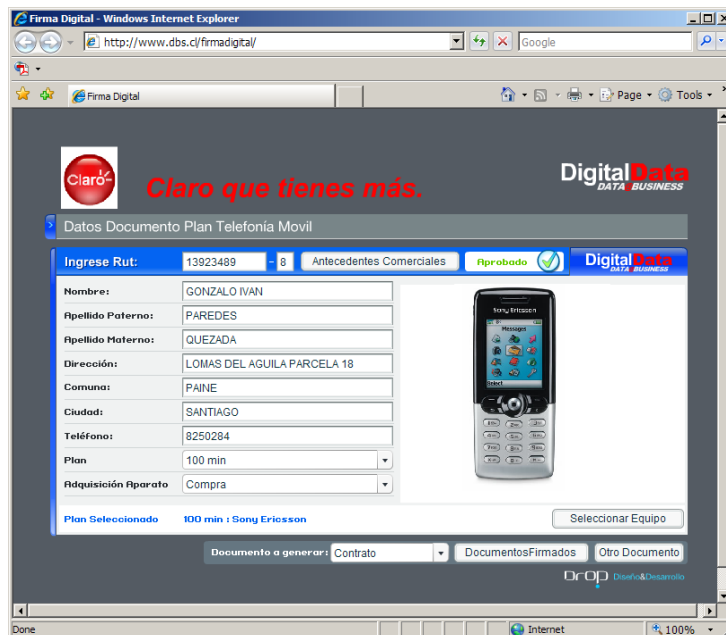 Firma Digital - Windows Internet Explorer
http://www.dbs.cl/firmadigital/
Google
Firma Digital
Page Tools
Claro-
Claro que tienes más.
DigitalData
DATA BUSINESS
Datos Documento Plan Telefonía Movil
Ingrese Rut: 13923489 - 8 Antecedentes Comerciales Aprobado DigitalData
DATA BUSINESS
Nombre: GONZALO IVAN
Apellido Paterno: PAREDES
Apellido Materno: QUEZADA
Dirección: LOMAS DEL AGUILA PARCELA 18
Comuna: PAINE
Ciudad: SANTIAGO
Teléfono: 8250284
Plan 100 min
Adquisición Aparato Compra
Sony Ericsson
Messages
Select
Plan Seleccionado 100 min : Sony Ericsson Seleccionar Equipo
Documento a generar: Contrato DocumentosFirmados Otro Documento
Drop Diseño&Desarrollo
Done Internet 100%